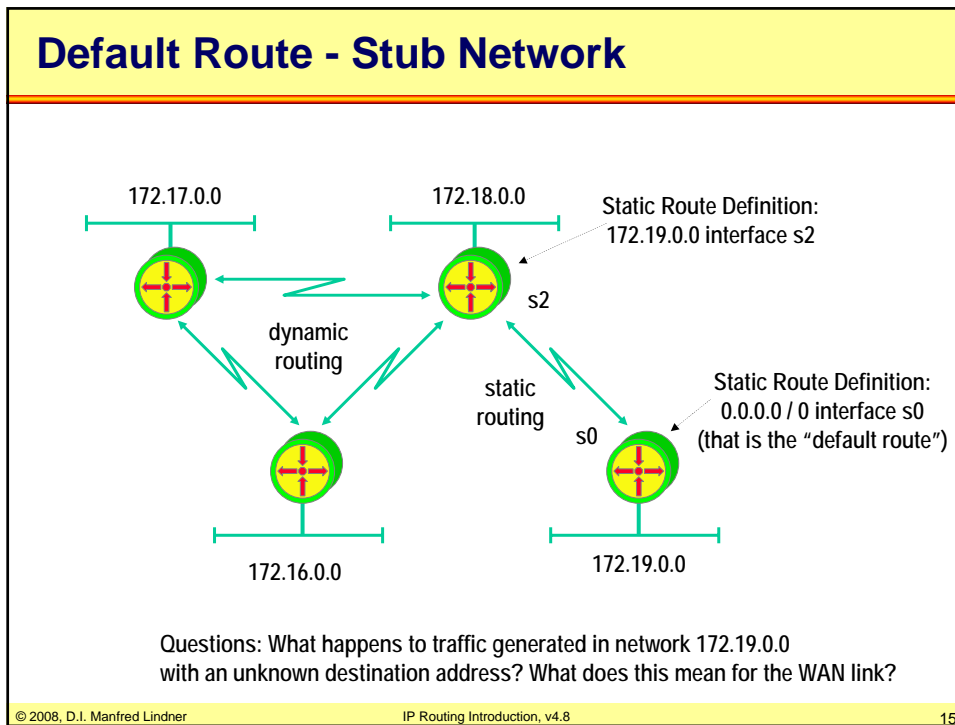 Default Route - Stub Network
172.17.0.0
172.18.0.0
Static Route Definition:
172.19.0.0 interface s2
s2
dynamic
routing
static
routing
s0
Static Route Definition:
0.0.0.0 / 0 interface s0
(that is the “default route”)
172.16.0.0
172.19.0.0
Questions: What happens to traffic generated in network 172.19.0.0
with an unknown destination address? What does this mean for the WAN link?
© 2008, D.I. Manfred Lindner
IP Routing Introduction, v4.8
15